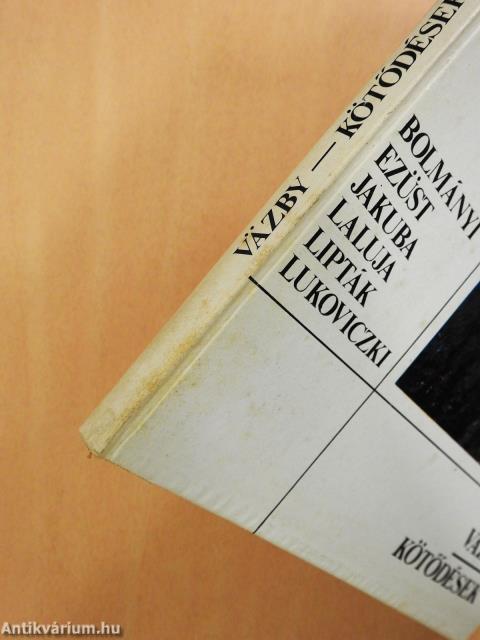 VÄZBY — KÖTŐDÉSEK
BOLMÁNYI
EZÜST
JAKUBA
LALUJA
LIPTÁK
LUKOVICZKI
KÖTŐDÉSEK
Antikvárium.hu